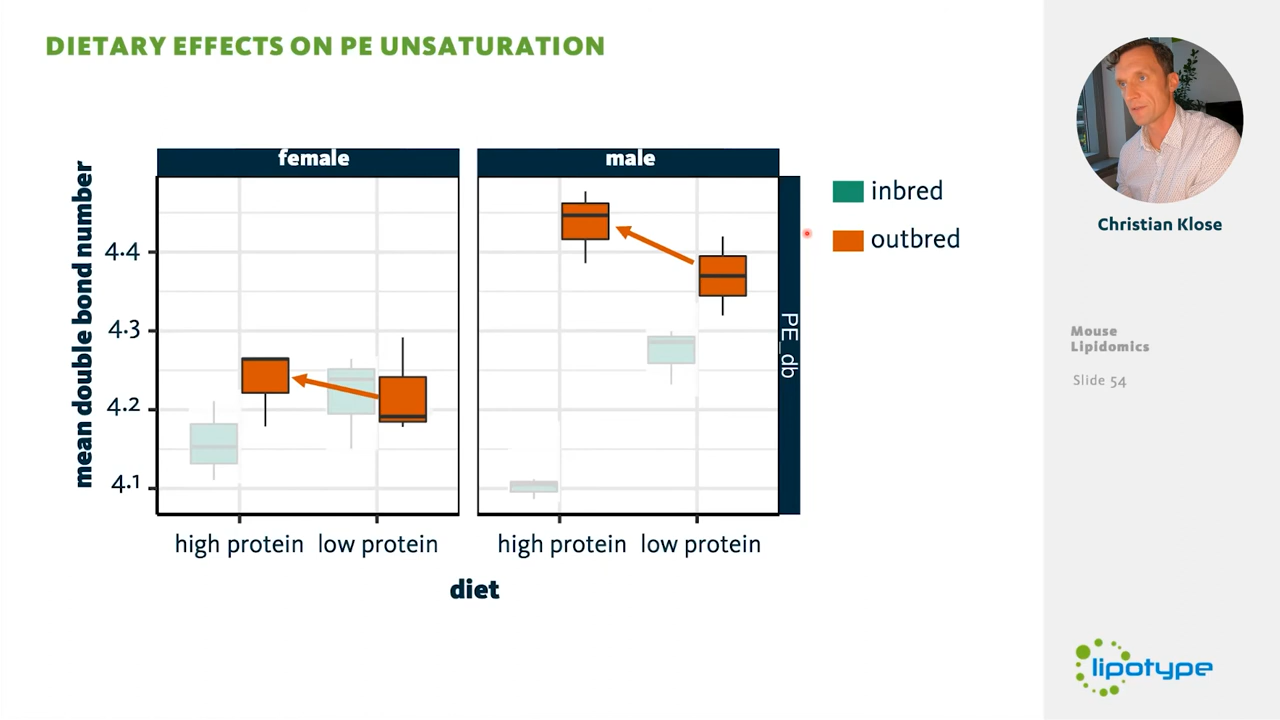 DIETARY EFFECTS ON PE UNSATURATION
female
male
inbred
outbred
mean double bond number
4.4
4.3
4.2
4.1
PE_db
high protein
low protein
high protein
low protein
diet
Christian Klose
Mouse
Lipidomics
Slide 54
lipotype